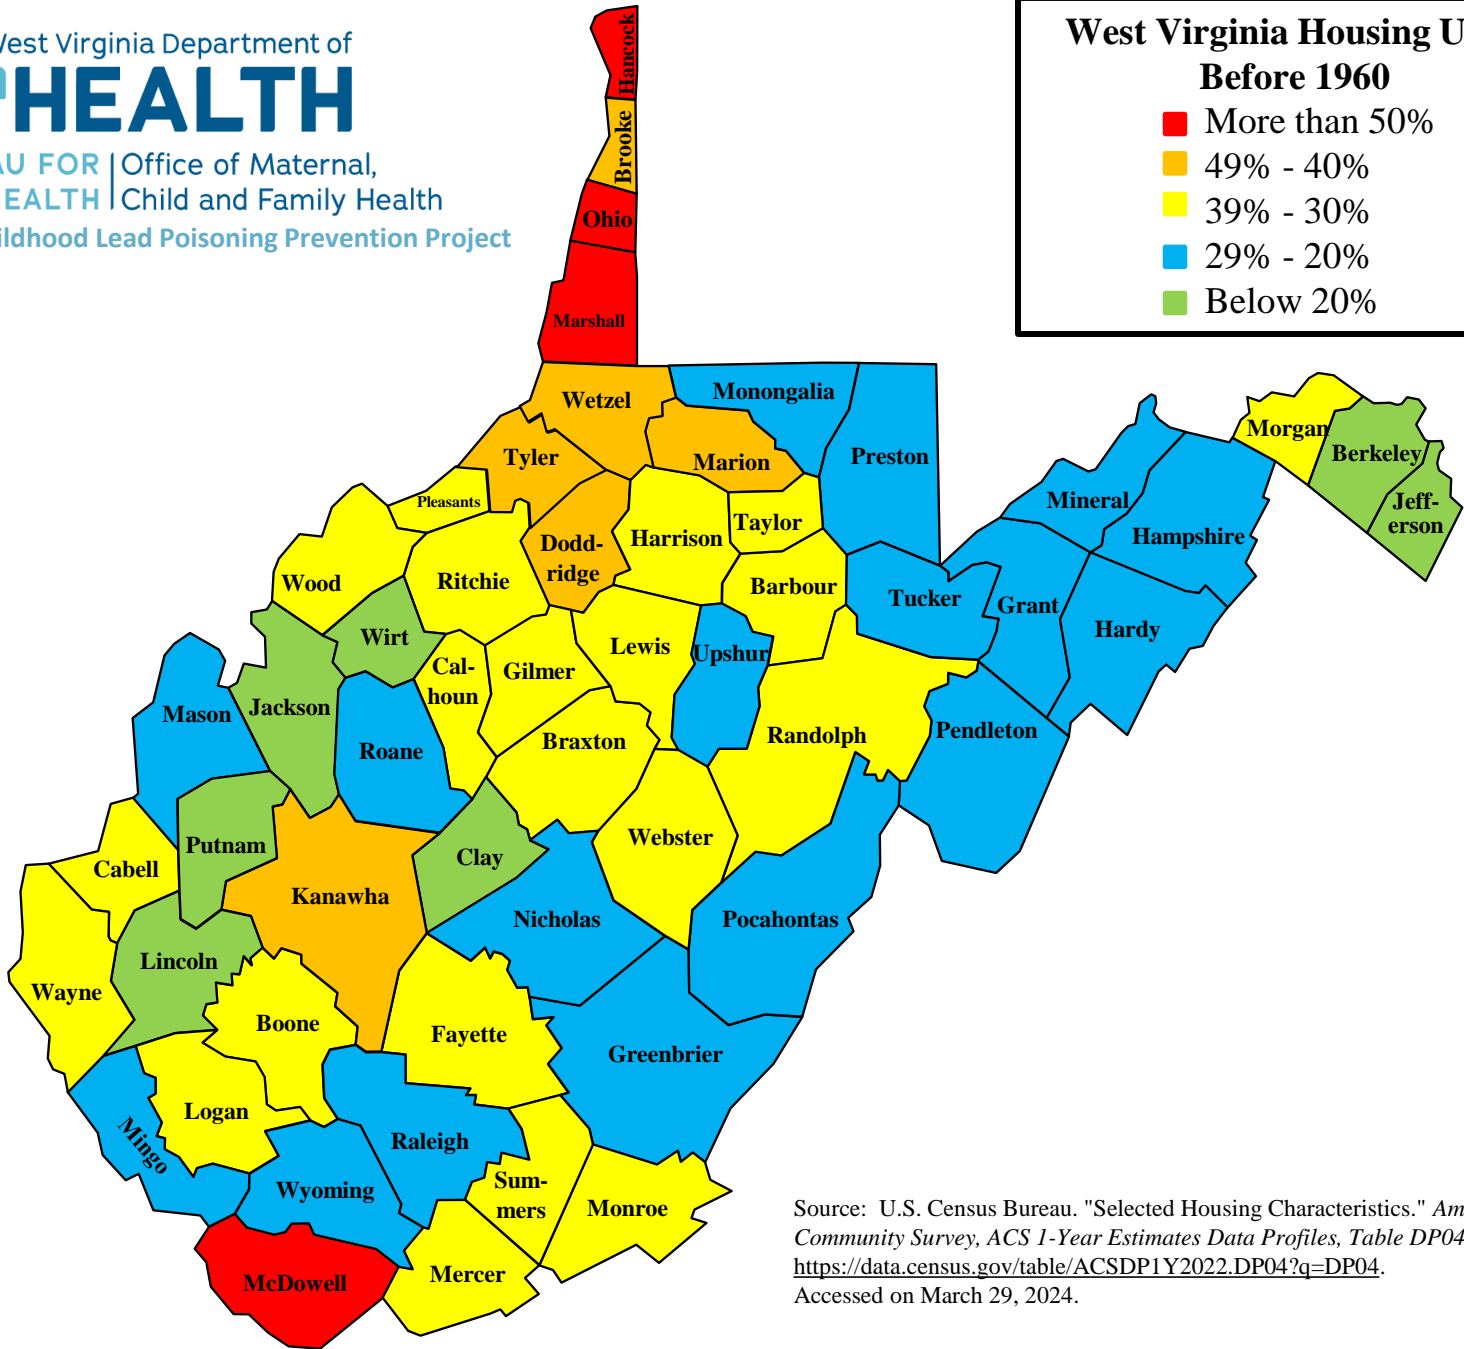 West Virginia Department of
HEALTH
AU FOR | Office of Maternal,
EALTH | Child and Family Health
ildhood Lead Poisoning Prevention Project
West Virginia Housing U
Before 1960
More than 50%
49% - 40%
39% - 30%
29% - 20%
Below 20%
Hancock
Brooke
Ohio
Marshall
Wetzel
Monongalia
Marion
Preston
Tyler
Pleasants
Morgan
Berkeley
Jeff-
erson
Mineral
Hampshire
Wood
Ritchie
Dodd-
ridge
Harrison
Taylor
Barbour
Tucker
Grant
Hardy
Wirt
Cal-
houn
Gilmer
Lewis
Upshur
Mason
Jackson
Roane
Braxton
Randolph
Pendleton
Cabell
Putnam
Kanawha
Clay
Webster
Nicholas
Pocahontas
Wayne
Lincoln
Boone
Fayette
Greenbrier
Logan
Mingo
Raleigh
Wyoming
Sum-
mers
Monroe
McDowell
Mercer
Source: U.S. Census Bureau. "Selected Housing Characteristics." Am
Community Survey, ACS 1-Year Estimates Data Profiles, Table DP04
https://data.census.gov/table/ACSDP1Y2022.DP04?q=DP04.
Accessed on March 29, 2024.